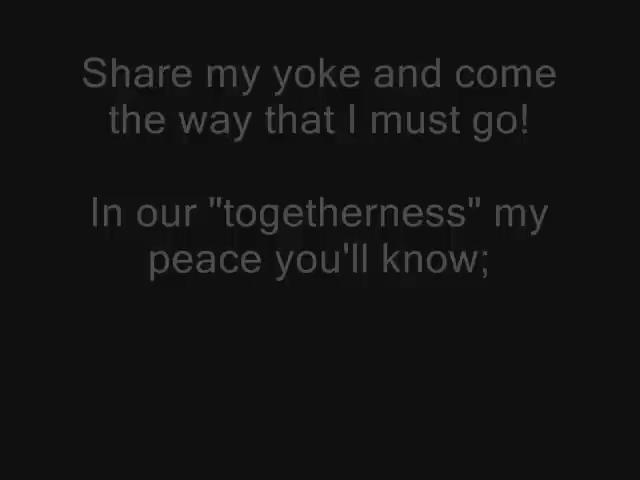 Share my yoke and come
the way that I must go!
In our "togetherness" my
peace you'll know;